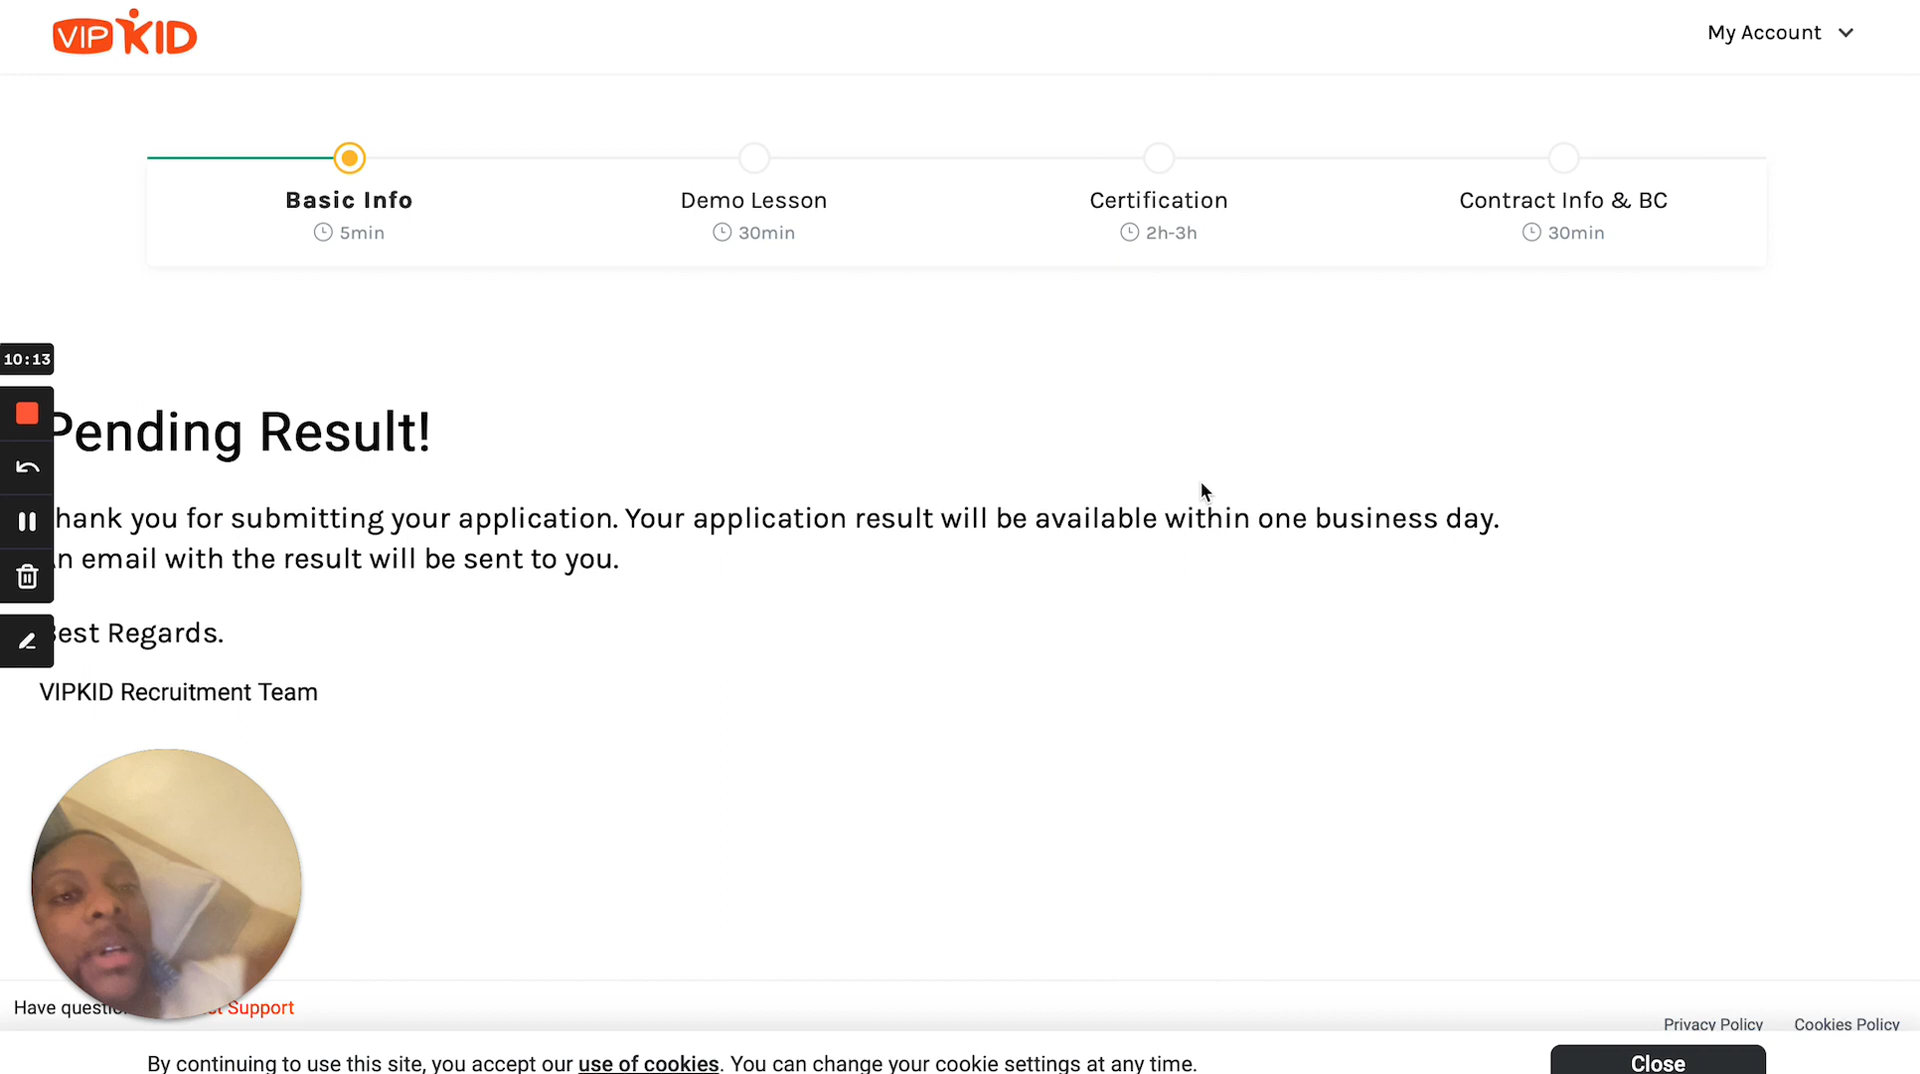 VIPKID
My Account
Basic Info
5min
Demo Lesson
30min
Certification
2h-3h
Contract Info & BC
30min
10:13
Pending Result!
hank you for submitting your application. Your application result will be available within one business day.
n email with the result will be sent to you.
est Regards.
VIPKID Recruitment Team
Have questio
ct Support
Privacy Policy
Cookies Policy
By continuing to use this site, you accept our use of cookies. You can change your cookie settings at any time.
Close